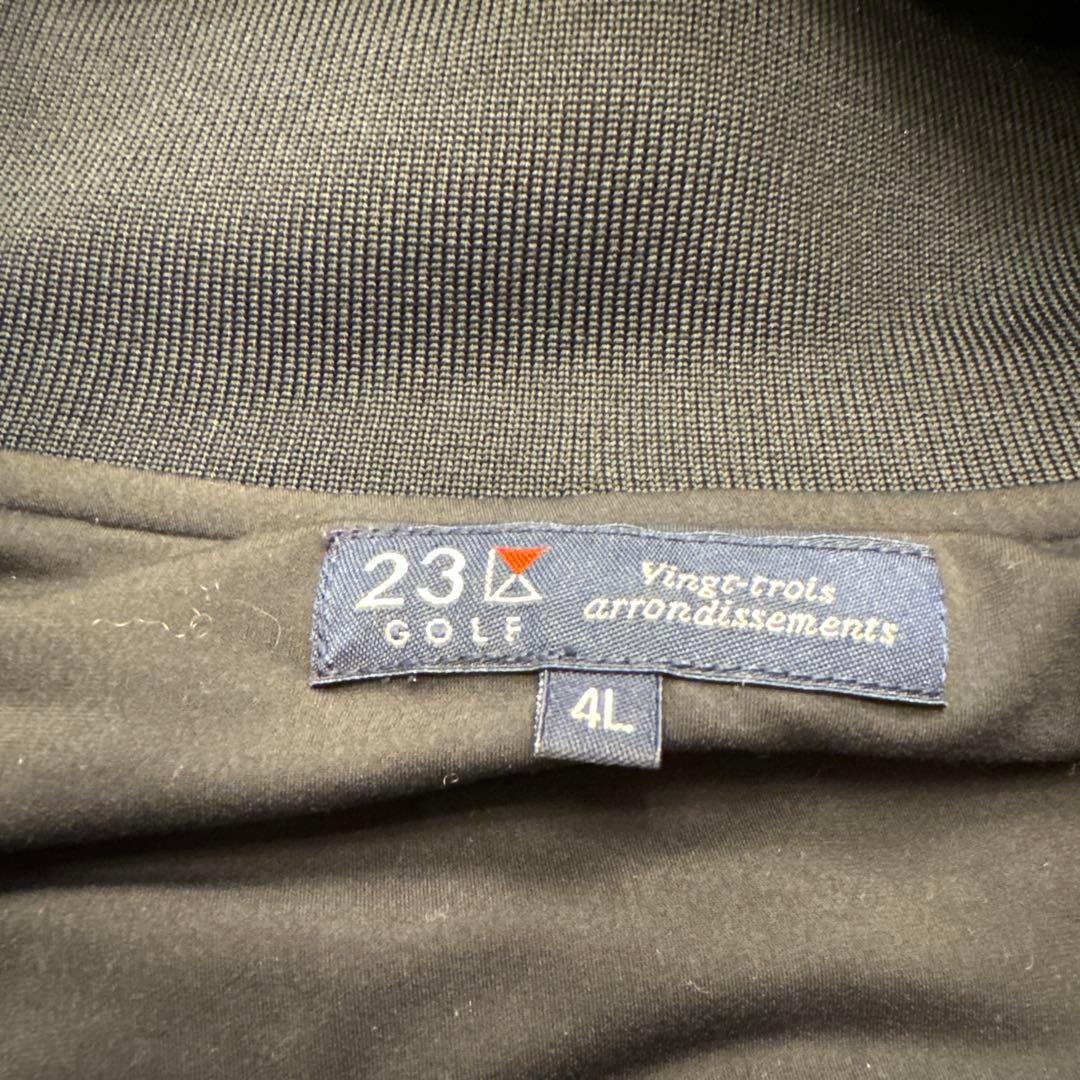 23
GOLF
Vingt-trois
arrondissements
4L